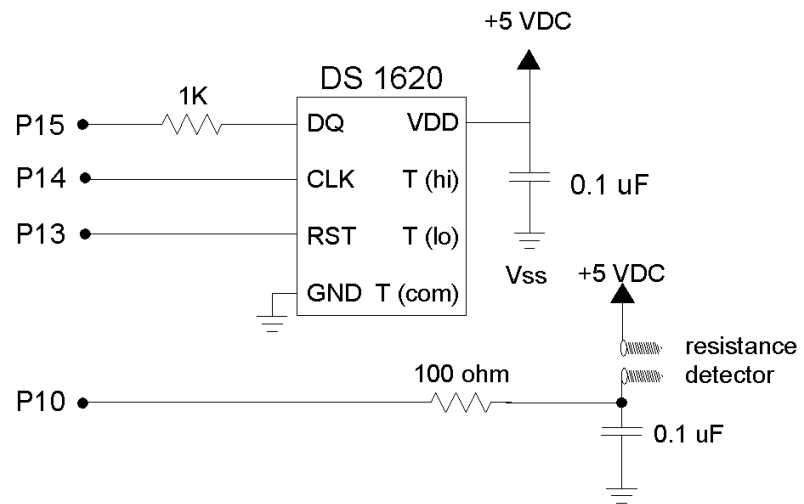 +5 VDC
DS 1620
1K
P15
DQ
VDD
P14
CLK
T (hi)
0.1 uF
P13
RST
T (lo)
Vss
+5 VDC
GND
T (com)
resistance
detector
100 ohm
P10
0.1 uF